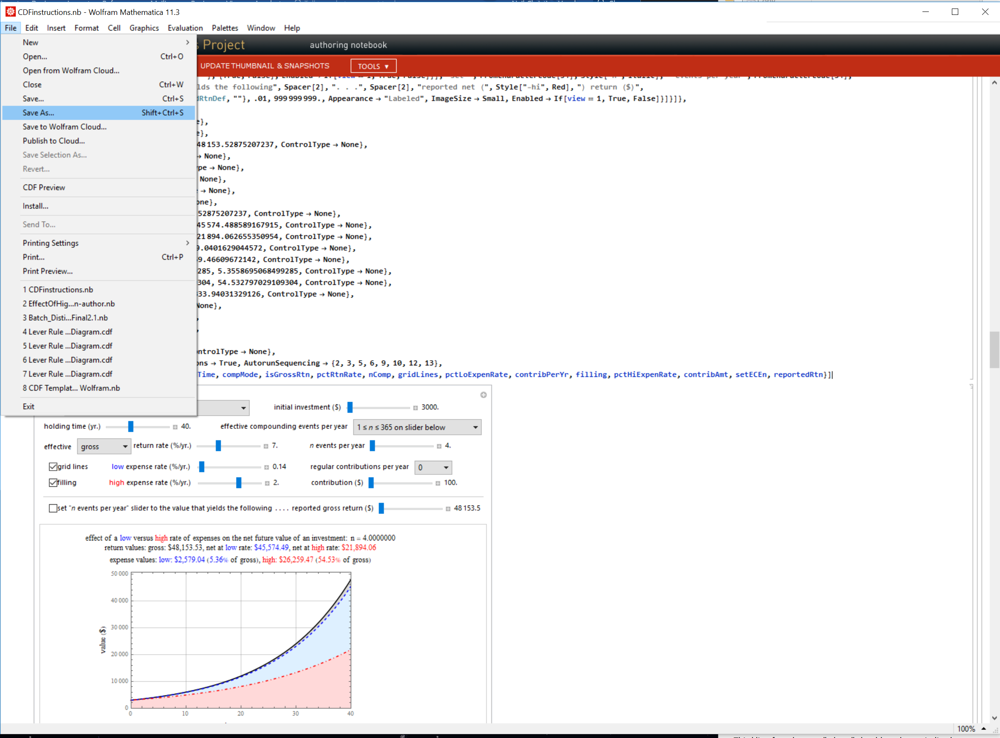 CDFinstructions.nb - Wolfram Mathematica 11.3
File Edit Insert Format Cell Graphics Evaluation Palettes Window Help
New
Open... Ctrl+O
Open from Wolfram Cloud...
Close Ctrl+W
Save... Ctrl+S
Save As... Shift+Ctrl+S
Save to Wolfram Cloud...
Publish to Cloud...
Save Selection As...
Revert...
CDF Preview
Install...
Send To...
Printing Settings
Print... Ctrl+P
Print Preview...
1 CDFinstructions.nb
2 EffectOfHig...n-author.nb
3 Batch_Disti...Final2.1.nb
4 Lever Rule ...Diagram.cdf
5 Lever Rule ...Diagram.cdf
6 Lever Rule ...Diagram.cdf
7 Lever Rule ...Diagram.cdf
8 CDF Templat... Wolfram.nb
Exit
s Project authoring notebook
UPDATE THUMBNAIL & SNAPSHOTS TOOLS ▼
lds the following", Spacer[2], ". . .", Spacer[2], "reported net (", Style["-hi", Red], ") return ($)",
dRtnDef, ""}, .01, 999999999., Appearance → "Labeled", ImageSize → Small, Enabled → If[view == 1, True, False]}]}]},
e},
e},
48153.52875207237, ControlType → None},
→ None},
pe → None},
None},
→ None},
one},
52875207237, ControlType → None},
45574.488589167915, ControlType → None},
21894.062655350954, ControlType → None},
9.0401629044572, ControlType → None},
59.46609672142, ControlType → None},
285, 5.3558695068499285, ControlType → None},
304, 54.532797029109304, ControlType → None},
33.94031329126, ControlType → None},
None},
,
,
ontrolType → None},
ons → True, AutorunSequencing → {2, 3, 5, 6, 9, 10, 12, 13},
Time, compMode, isGrossRtn, pctRtnRate, nComp, gridLines, pctLoExpenRate, contribPerYr, filling, pctHiExpenRate, contribAmt, setECEn, reportedRtn}]
initial investment ($) 3000.
holding time (yr.) 40. effective compounding events per year 1 ≤ n ≤ 365 on slider below
effective gross return rate (%/yr.) 7. n events per year 4.
grid lines low expense rate (%/yr.) 0.14 regular contributions per year 0
filling high expense rate (%/yr.) 2. contribution ($) 100.
set "n events per year" slider to the value that yields the following . . . . reported gross return ($) 48153.5
effect of a low versus high rate of expenses on the net future value of an investment: n = 4.0000000
return values: gross: $48,153.53, net at low rate: $45,574.49, net at high rate: $21,894.06
expense values: low: $2,579.04 (5.36% of gross), high: $26,259.47 (54.53% of gross)
50000
40000
30000
20000
10000
0
value ($)
0 10 20 30 40
100%